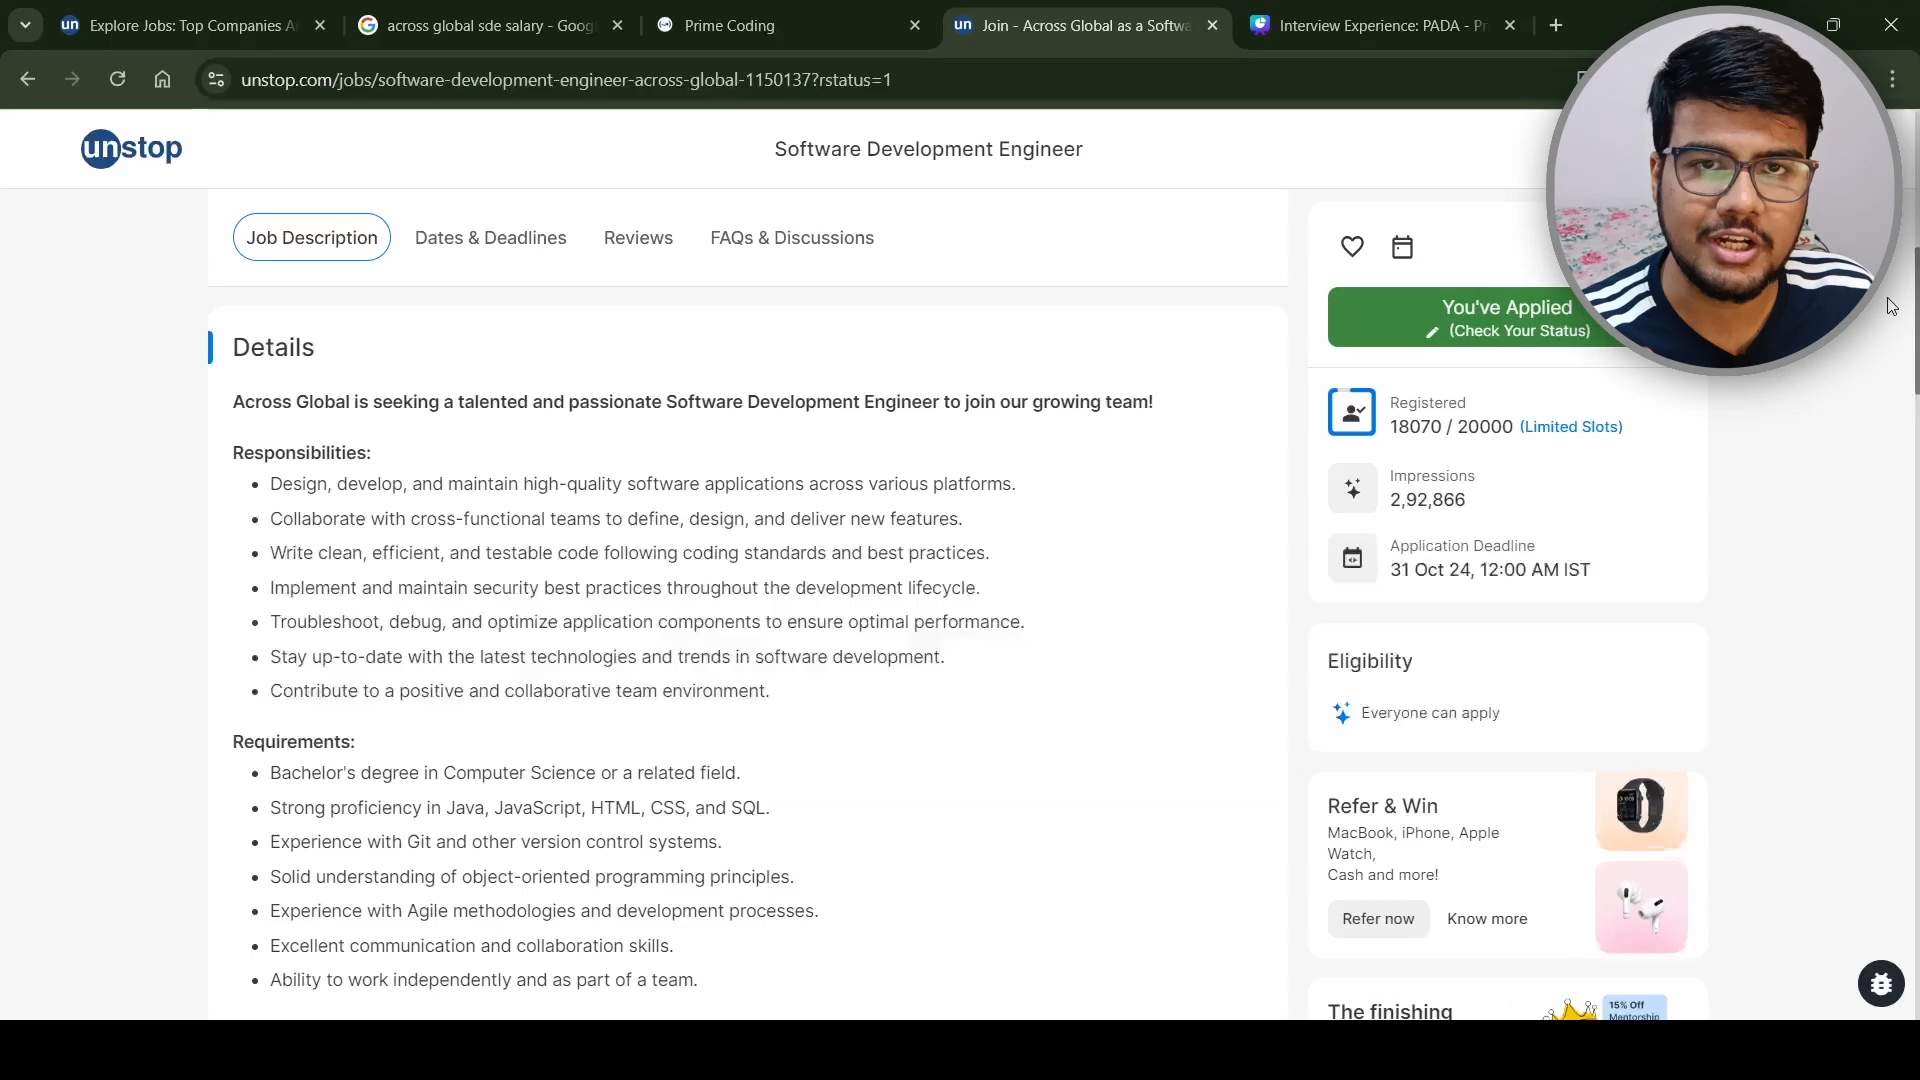 Explore Jobs: Top Companies A
across global sde salary - Goog
Prime Coding
un Join - Across Global as a Softwa
Interview Experience: PADA - Pr
unstop.com/jobs/software-development-engineer-across-global-1150137?rstatus=1
unstop
Software Development Engineer
Job Description
Dates & Deadlines
Reviews
FAQs & Discussions
Details
Across Global is seeking a talented and passionate Software Development Engineer to join our growing team!
Responsibilities:
• Design, develop, and maintain high-quality software applications across various platforms.
• Collaborate with cross-functional teams to define, design, and deliver new features.
• Write clean, efficient, and testable code following coding standards and best practices.
• Implement and maintain security best practices throughout the development lifecycle.
• Troubleshoot, debug, and optimize application components to ensure optimal performance.
• Stay up-to-date with the latest technologies and trends in software development.
• Contribute to a positive and collaborative team environment.
Requirements:
• Bachelor's degree in Computer Science or a related field.
• Strong proficiency in Java, JavaScript, HTML, CSS, and SQL.
• Experience with Git and other version control systems.
• Solid understanding of object-oriented programming principles.
• Experience with Agile methodologies and development processes.
• Excellent communication and collaboration skills.
• Ability to work independently and as part of a team.
You've Applied
(Check Your Status)
Registered
18070 / 20000 (Limited Slots)
Impressions
2,92,866
Application Deadline
31 Oct 24, 12:00 AM IST
Eligibility
Everyone can apply
Refer & Win
MacBook, iPhone, Apple
Watch,
Cash and more!
Refer now
Know more
The finishing
15% Off
Mentorship